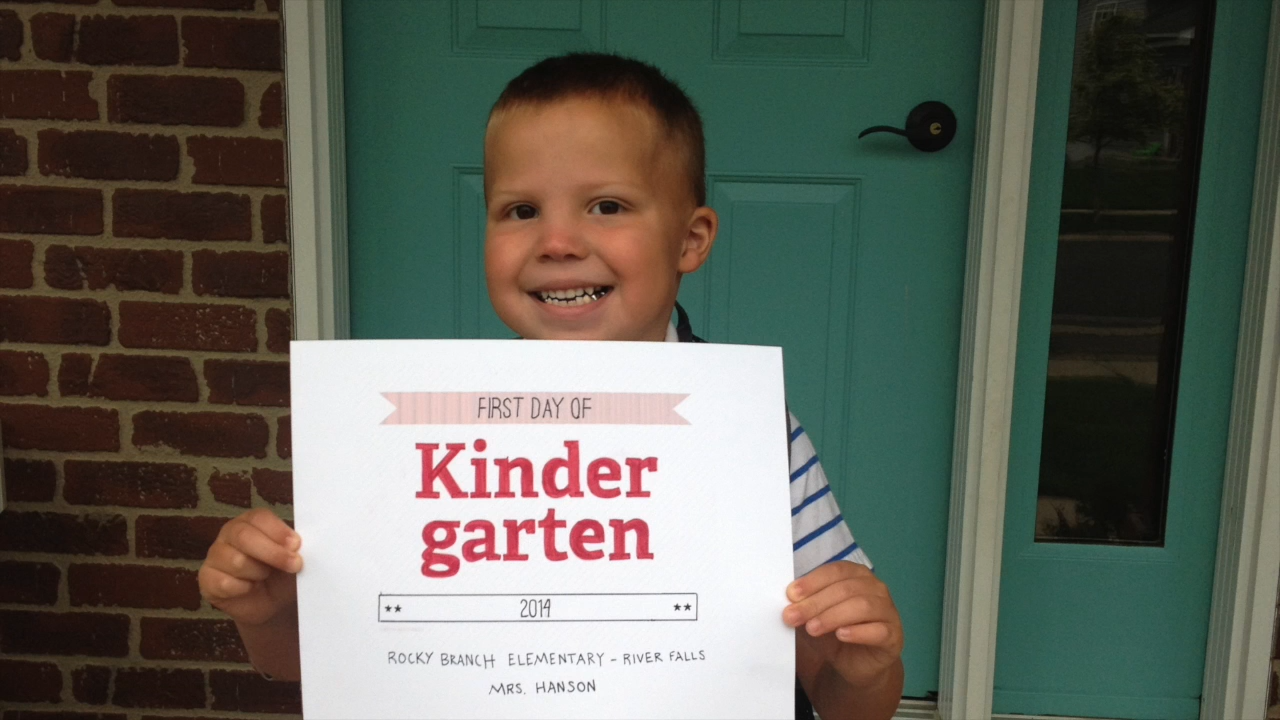 FIRST DAY OF
Kinder
garten
** 2014 **
ROCKY BRANCH ELEMENTARY - RIVER FALLS
MRS. HANSON